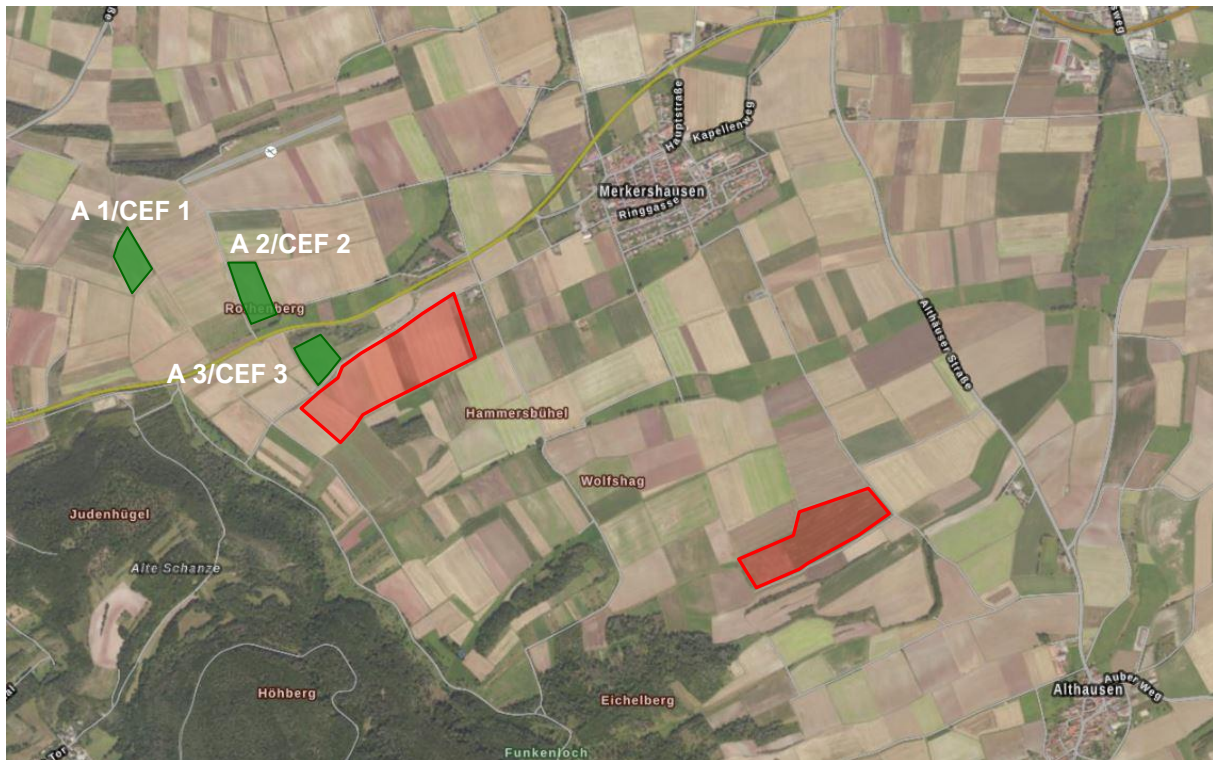 Hauptstraße
Kapellenweg
Merkershausen
Ringgasse
A 1/CEF 1
A 2/CEF 2
Rothenberg
A 3/CEF 3
Althäuser Straße
Hammersbühel
Wolfshag
Judenhügel
Alte Schanze
Höhberg
Eichelberg
Althausen
Auber Weg
Funkenloch
Tor